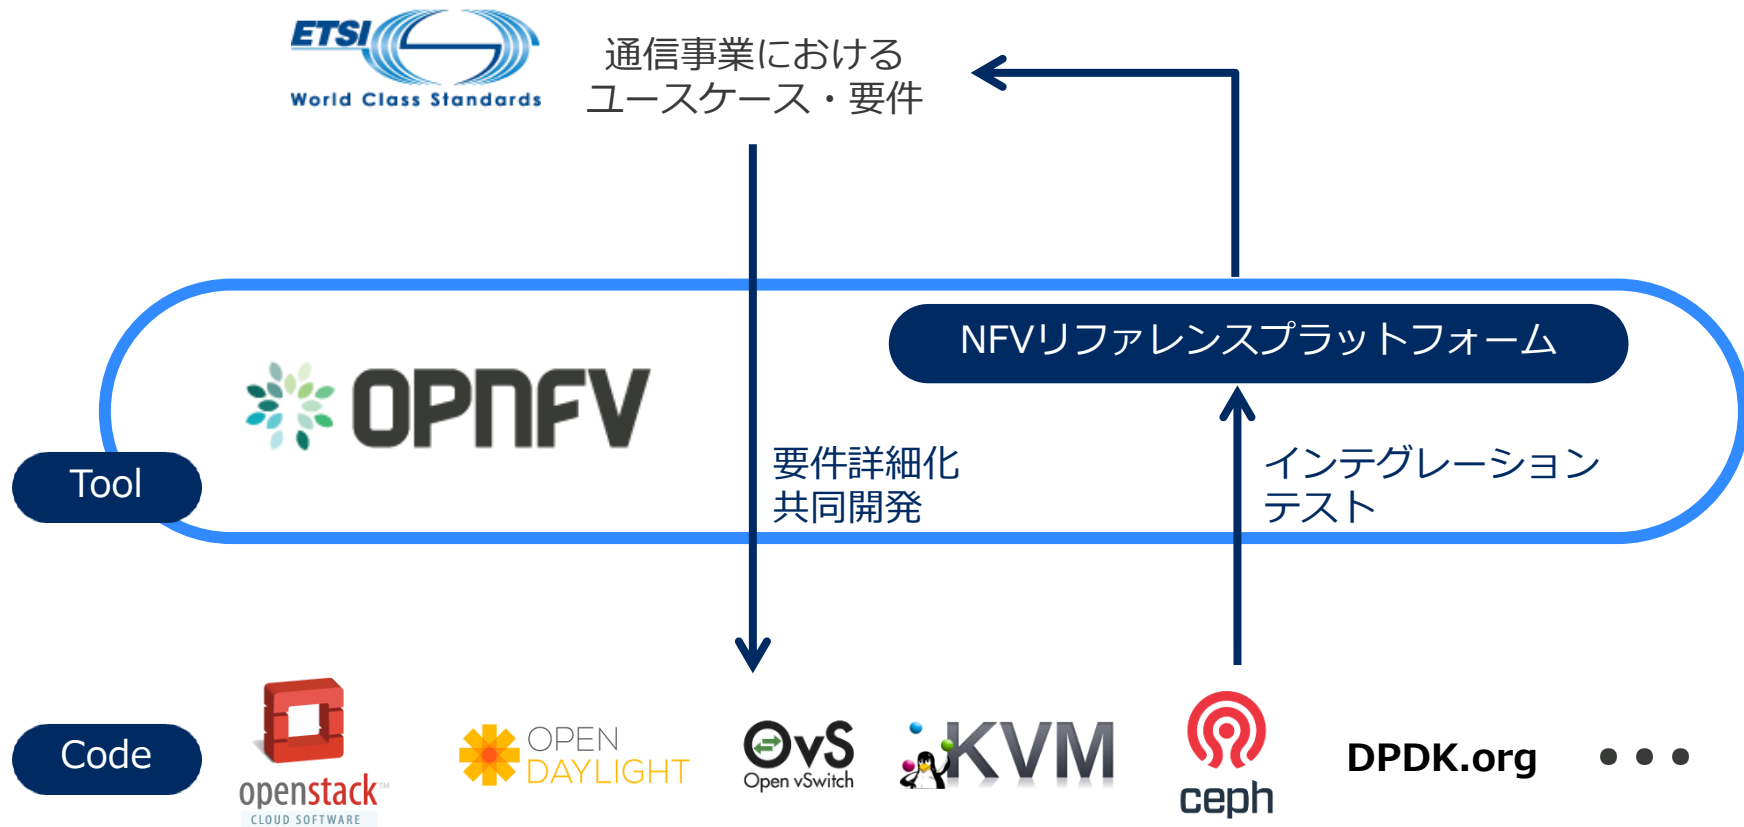 ETSI
World Class Standards
通信事業における
ユースケース・要件
NFVリファレンスプラットフォーム
OPNFV
Tool
要件詳細化
共同開発
インテグレーション
テスト
Code
openstack™
CLOUD SOFTWARE
OPEN
DAYLIGHT
OvS
Open vSwitch
KVM
ceph
DPDK.org
•••